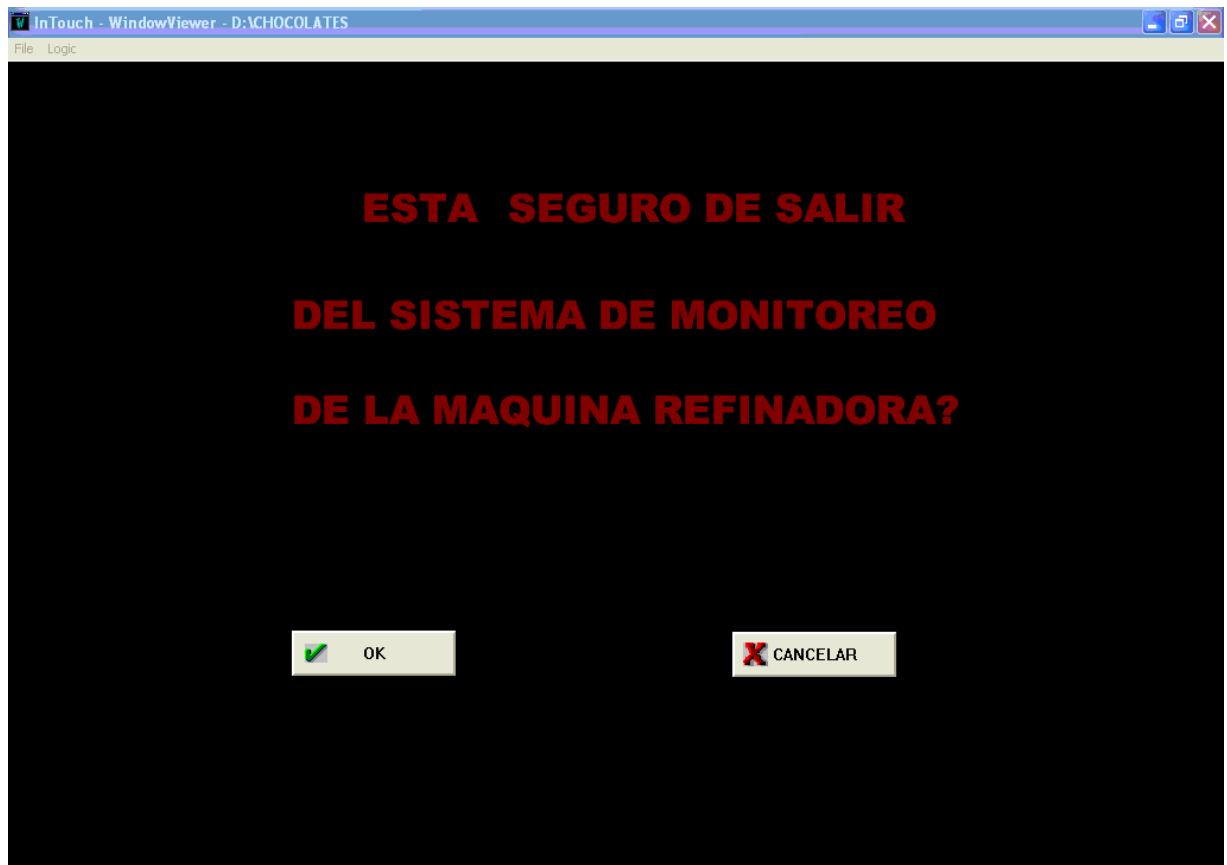 InTouch - WindowViewer - D:\CHOCOLATES
File Logic
ESTA SEGURO DE SALIR
DEL SISTEMA DE MONITOREO
DE LA MAQUINA REFINADORA?
OK
CANCELAR